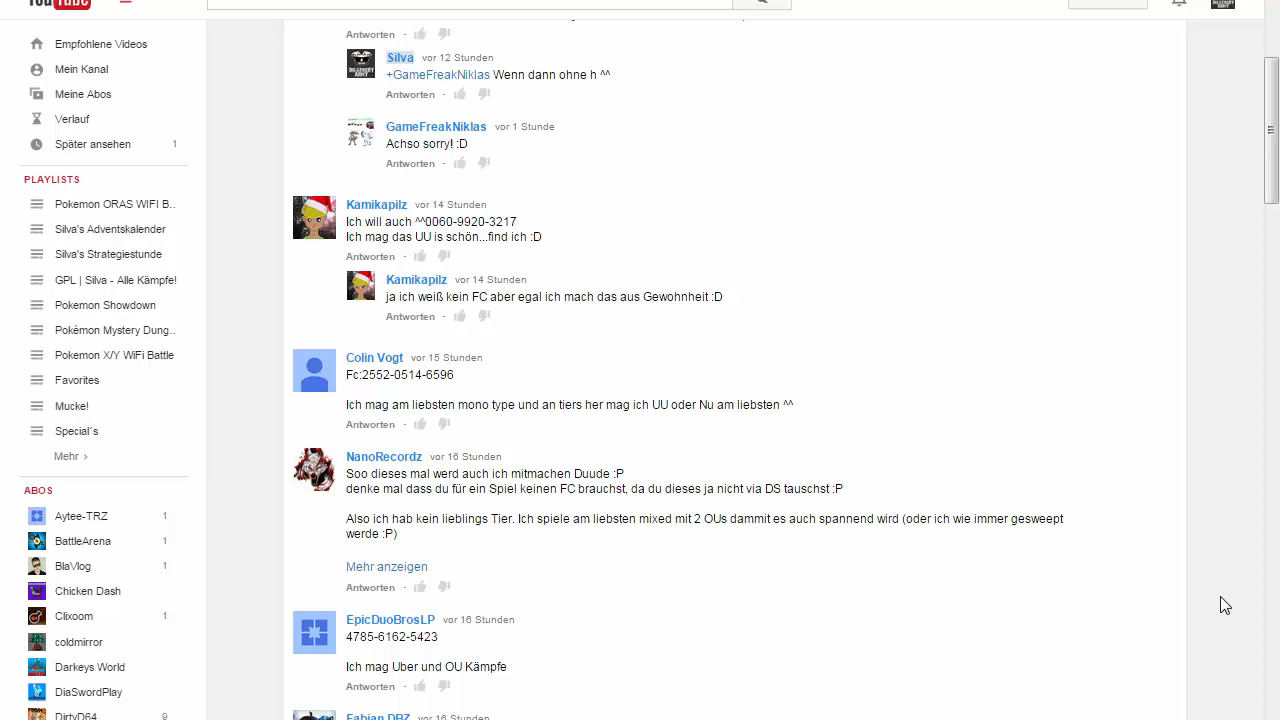 YouTube
Empfohlene Videos
Mein Kanal
Meine Abos
Verlauf
Später ansehen 1
PLAYLISTS
Pokemon ORAS WIFI B..
Silva's Adventskalender
Silva's Strategiestunde
GPL | Silva - Alle Kämpfe!
Pokemon Showdown
Pokémon Mystery Dung..
Pokemon X/Y WiFi Battle
Favorites
Mucke!
Special´s
Mehr ›
ABOS
Aytee-TRZ 1
BattleArena 1
BlaVlog 1
Chicken Dash
Clixoom 1
coldmirror
Darkeys World
DiaSwordPlay
DirtyD64 9
Antworten ·
Silva vor 12 Stunden
+GameFreakNiklas Wenn dann ohne h ^^
Antworten ·
GameFreakNiklas vor 1 Stunde
Achso sorry! :D
Antworten ·
Kamikapilz vor 14 Stunden
Ich will auch ^^0060-9920-3217
Ich mag das UU is schön...find ich :D
Antworten ·
Kamikapilz vor 14 Stunden
ja ich weiß kein FC aber egal ich mach das aus Gewohnheit :D
Antworten ·
Colin Vogt vor 15 Stunden
Fc:2552-0514-6596
Ich mag am liebsten mono type und an tiers her mag ich UU oder Nu am liebsten ^^
Antworten ·
NanoRecordz vor 16 Stunden
Soo dieses mal werd auch ich mitmachen Duude :P
denke mal dass du für ein Spiel keinen FC brauchst, da du dieses ja nicht via DS tauschst :P
Also ich hab kein lieblings Tier. Ich spiele am liebsten mixed mit 2 OUs dammit es auch spannend wird (oder ich wie immer gesweept
werde :P)
Mehr anzeigen
Antworten ·
EpicDuoBrosLP vor 16 Stunden
4785-6162-5423
Ich mag Uber und OU Kämpfe
Antworten ·
Fabian DBZ vor 16 Stunden